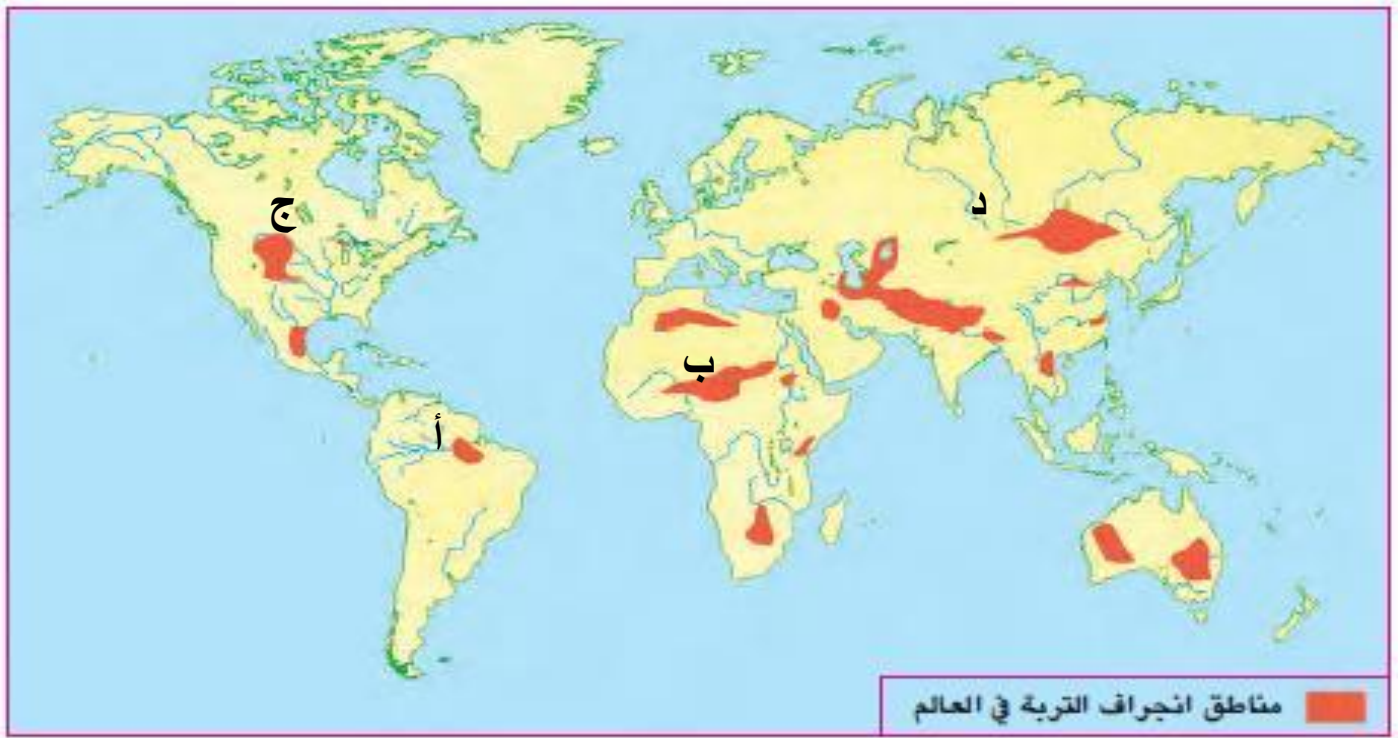 ج
د
ب
أ
مناطق انجراف التربة في العالم